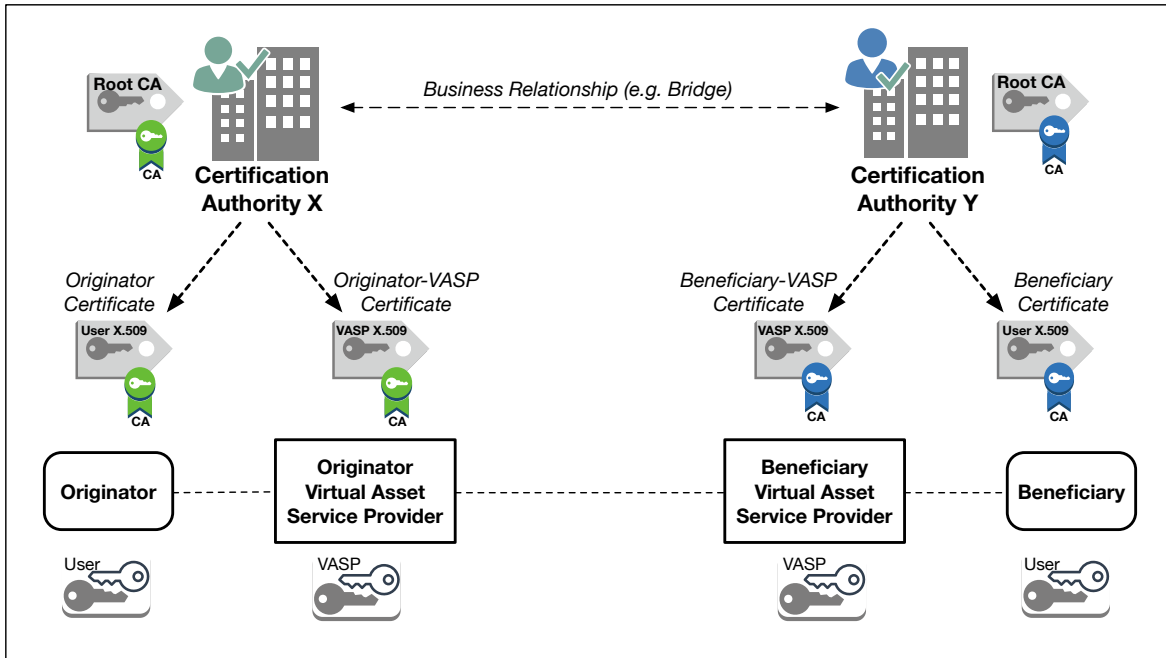 Root CA
CA
Business Relationship (e.g. Bridge)
Root CA
CA
Certification
Authority X
Certification
Authority Y
Originator
Certificate
Originator-VASP
Certificate
Beneficiary-VASP
Certificate
Beneficiary
Certificate
User X.509
CA
VASP X.509
CA
VASP X.509
CA
User X.509
CA
Originator
Originator
Virtual Asset
Service Provider
Beneficiary
Virtual Asset
Service Provider
Beneficiary
User
VASP
VASP
User